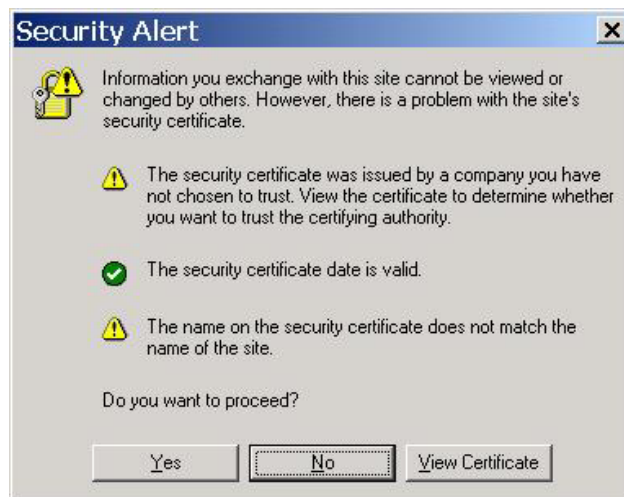 Security Alert
Information you exchange with this site cannot be viewed or
changed by others. However, there is a problem with the site's
security certificate.
The security certificate was issued by a company you have
not chosen to trust. View the certificate to determine whether
you want to trust the certifying authority.
The security certificate date is valid.
The name on the security certificate does not match the
name of the site.
Do you want to proceed?
Yes
No
View Certificate